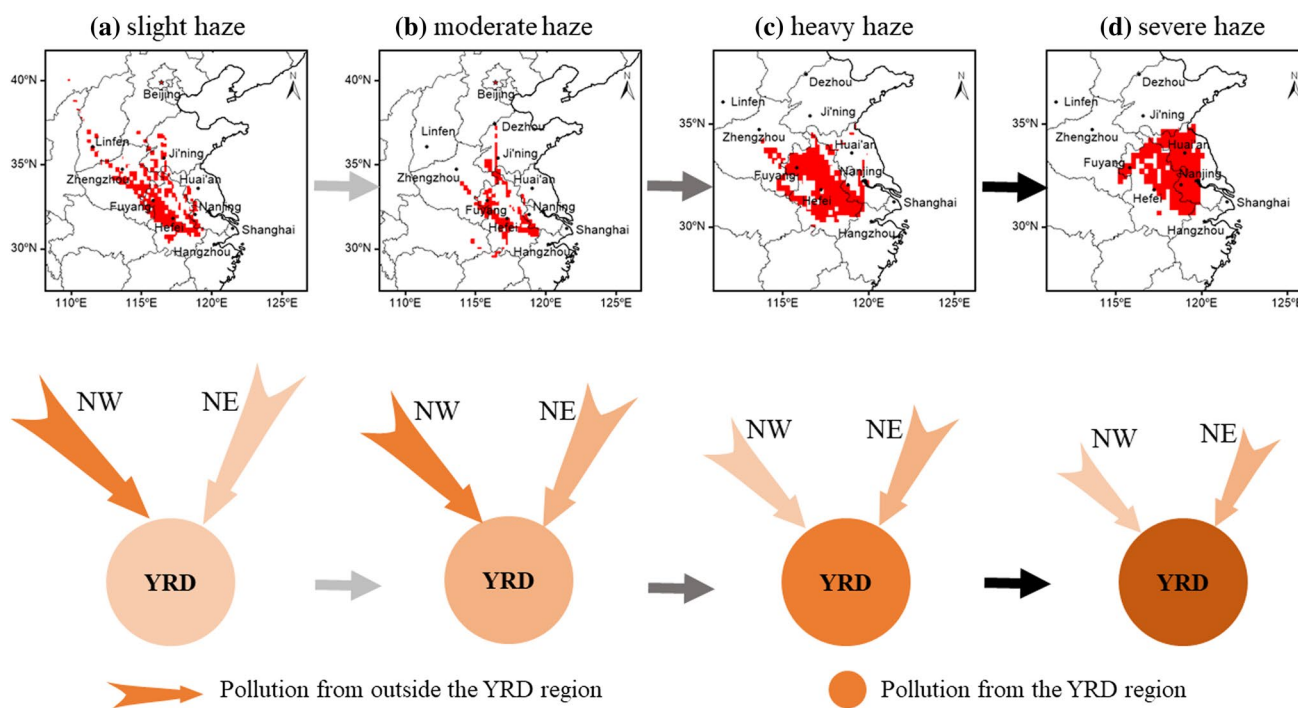 (a) slight haze
(b) moderate haze
(c) heavy haze
(d) severe haze
40°N
35°N
30°N
110°E
115°E
120°E
125°E
N
Beijing
Linfen
Ji'ning
Zhengzhou
Huai'an
Fuyang
Nanjing
Hefei
Shanghai
Hangzhou
40°N
35°N
30°N
110°E
115°E
120°E
125°E
N
Beijing
Dezhou
Linfen
Ji'ning
Zhengzhou
Huai'an
Fuyang
Nanjing
Hefei
Shanghai
Hangzhou
35°N
30°N
115°E
120°E
125°E
N
Dezhou
Linfen
Ji'ning
Zhengzhou
Huai'an
Fuyang
Nanjing
Hefei
Shanghai
Hangzhou
35°N
30°N
115°E
120°E
125°E
N
Dezhou
Linfen
Ji'ning
Zhengzhou
Huai'an
Fuyang
Nanjing
Hefei
Shanghai
Hangzhou
NW
NE
YRD
NW
NE
YRD
NW
NE
YRD
NW
NE
YRD
Pollution from outside the YRD region
Pollution from the YRD region